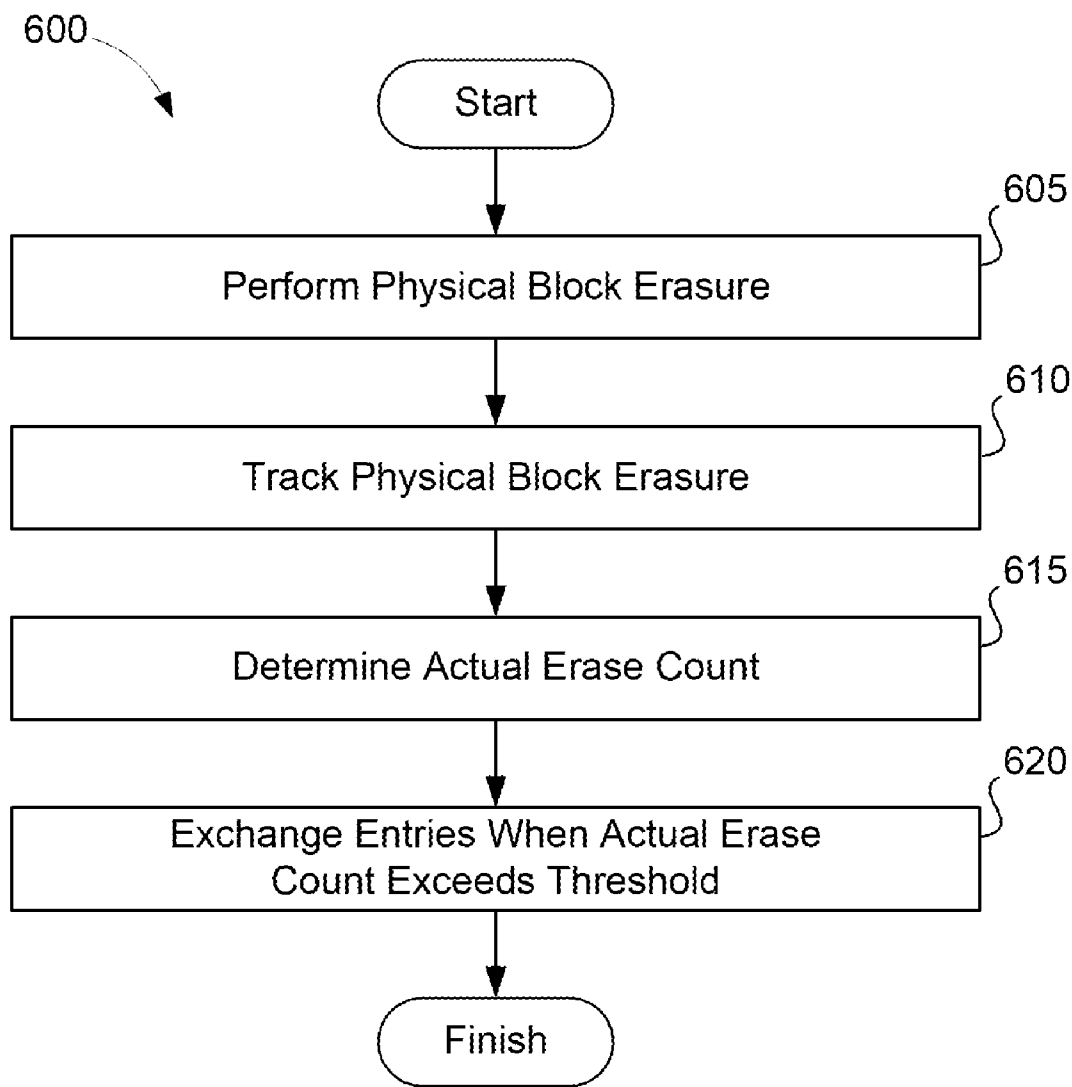 600
Start
605
Perform Physical Block Erasure
610
Track Physical Block Erasure
615
Determine Actual Erase Count
620
Exchange Entries When Actual Erase
Count Exceeds Threshold
Finish